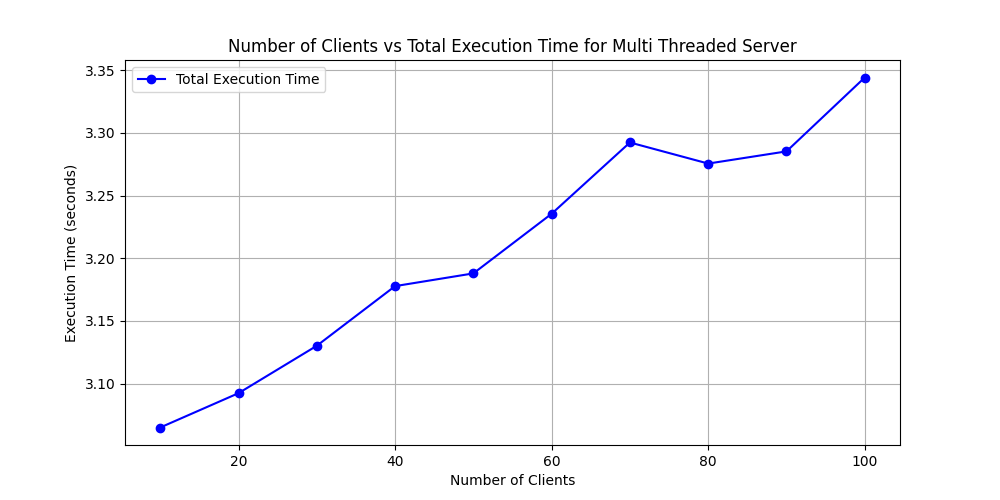 Number of Clients vs Total Execution Time for Multi Threaded Server
Total Execution Time
Execution Time (seconds)
3.35
3.30
3.25
3.20
3.15
3.10
20 40 60 80 100
Number of Clients